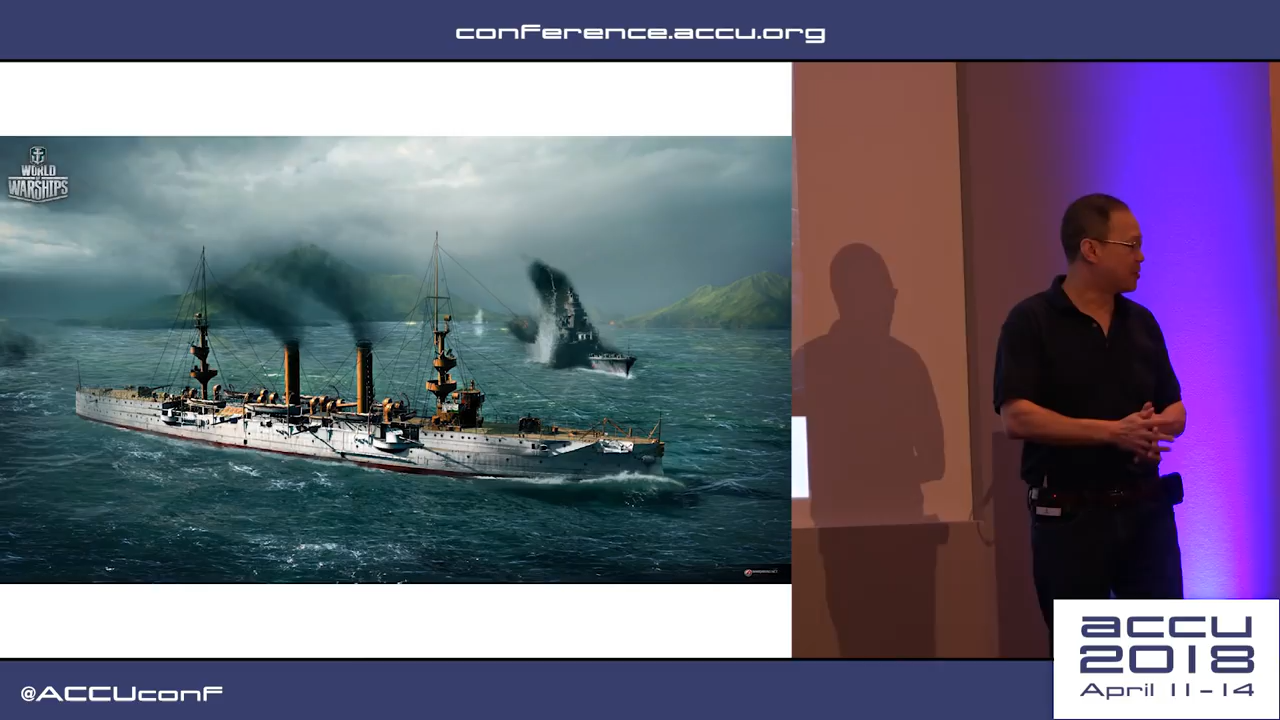 conference.accu.org
WORLD
OF
WARSHIPS
@ACCUconf
accu
2018
April 11-14